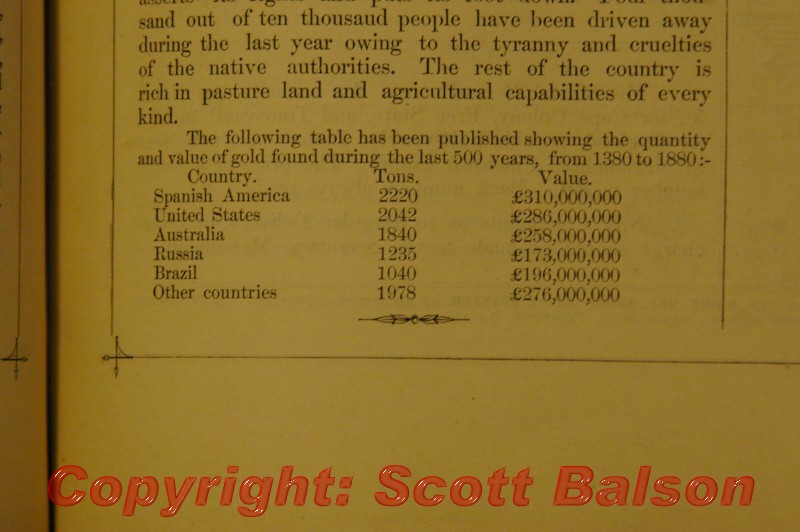 sand out of ten thousand people have been driven away
during the last year owing to the tyranny and cruelties
of the native authorities. The rest of the country is
rich in pasture land and agricultural capabilities of every
kind.
The following table has been published showing the quantity
and value of gold found during the last 500 years, from 1380 to 1880:-
Country. Tons. Value.
Spanish America 2220 £310,000,000
United States 2042 £286,000,000
Australia 1840 £258,000,000
Russia 1235 £173,000,000
Brazil 1040 £196,000,000
Other countries 1978 £276,000,000
Copyright: Scott Balson